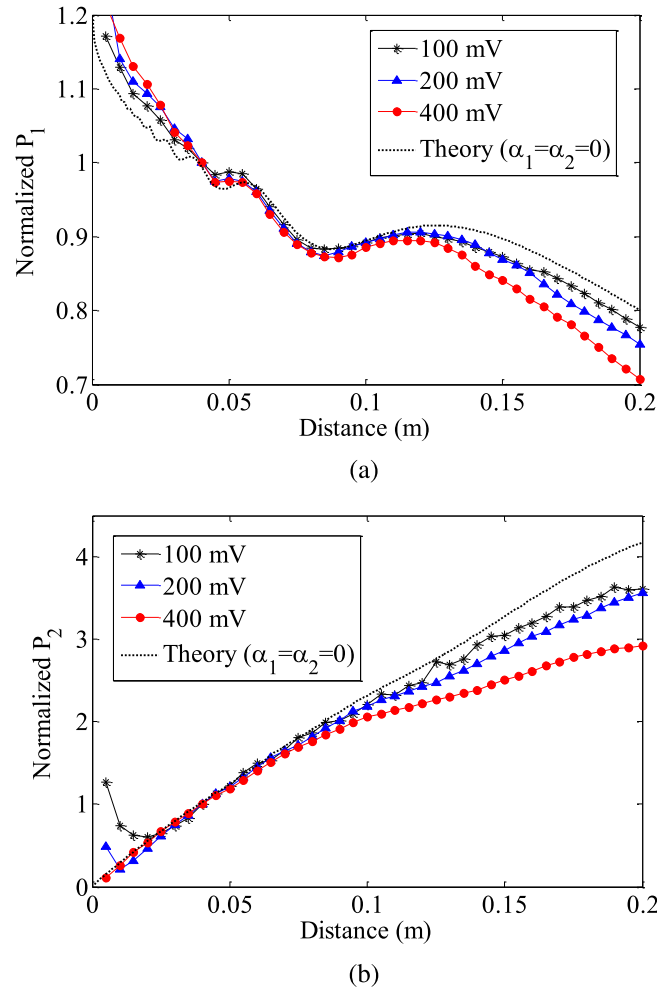 1.2
1.1
1
0.9
0.8
0.7
Normalized P1
100 mV
200 mV
400 mV
Theory (α1=α2=0)
0
0.05
0.1
0.15
0.2
Distance (m)
(a)
4
3
2
1
0
Normalized P2
100 mV
200 mV
400 mV
Theory (α1=α2=0)
0
0.05
0.1
0.15
0.2
Distance (m)
(b)